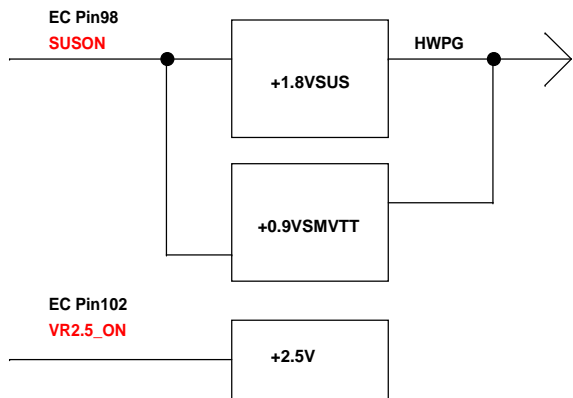 EC Pin98
SUSON
HWPG
+1.8VSUS
+0.9VSMVTT
EC Pin102
VR2.5_ON
+2.5V